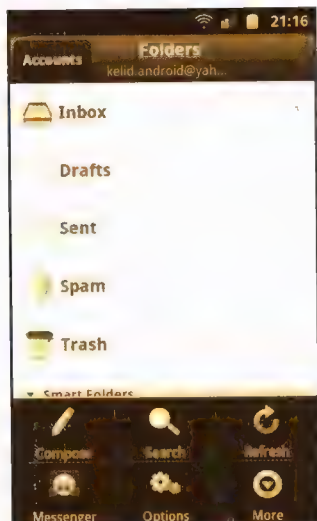 21:16
Folders
Accounts
kelid.android@yah...
Inbox
Drafts
Sent
Spam
Trash
Smart Folders
Compose Search Refresh
Messenger Options More